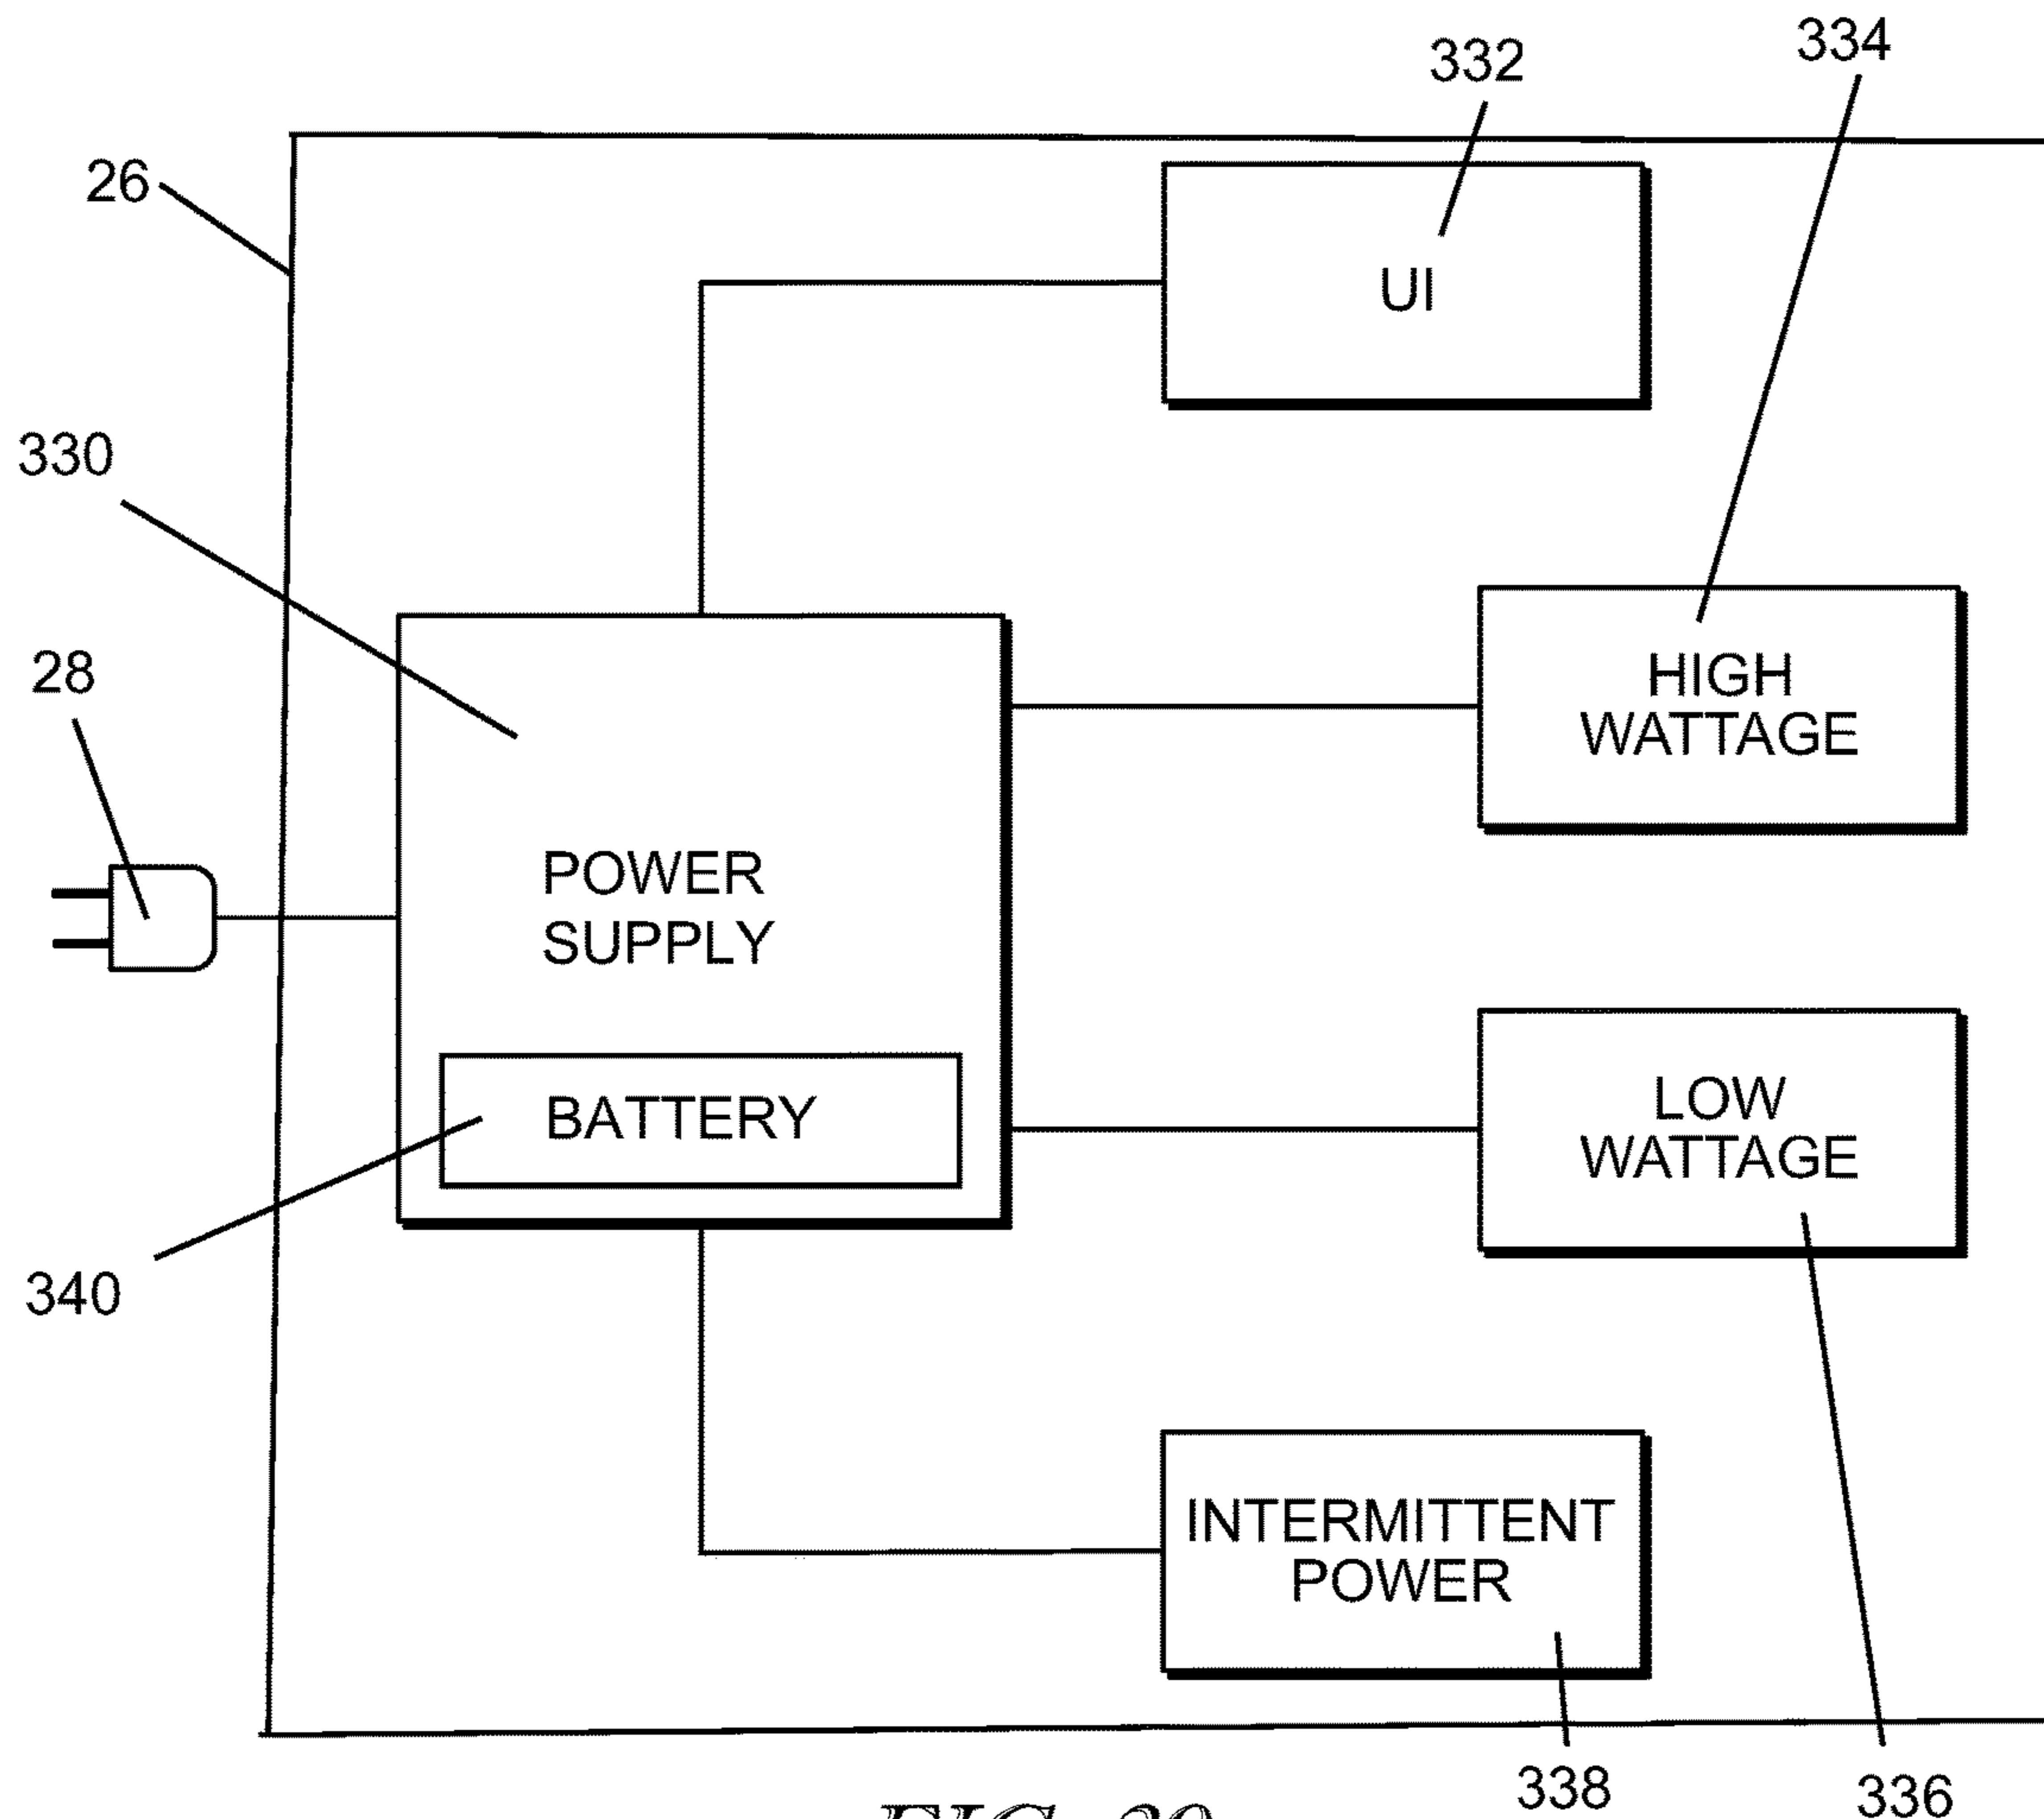 334
332
26
UI
330
HIGH
WATTAGE
28
POWER
SUPPLY
LOW
WATTAGE
BATTERY
340
INTERMITTENT
POWER
338
336